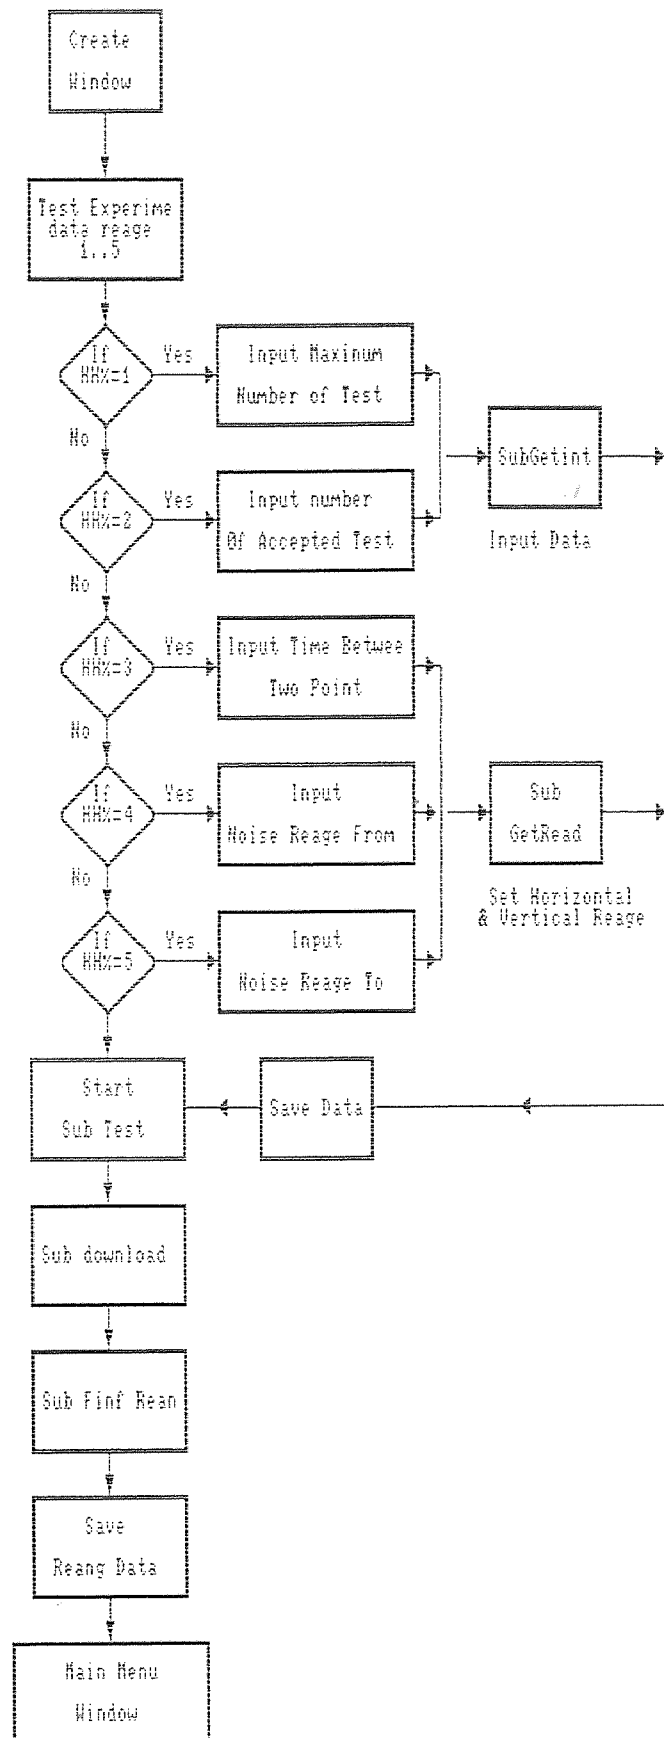 Create
Window
Test Experime
data reage
1..5
If
HH%=1
Yes
Input Maxinum
Number of Test
No
SubGetint
If
HH%=2
Yes
Input number
Of Accepted Test
Input Data
No
If
HH%=3
Yes
Input Time Betwee
Two Point
No
If
HH%=4
Yes
Input
Noise Reage From
Sub
GetRead
No
Set Horizontal
& Vertical Reage
If
HH%=5
Yes
Input
Noise Reage To
Start
Sub Test
Save Data
Sub download
Sub Finf Rean
Save
Reang Data
Main Menu
Window